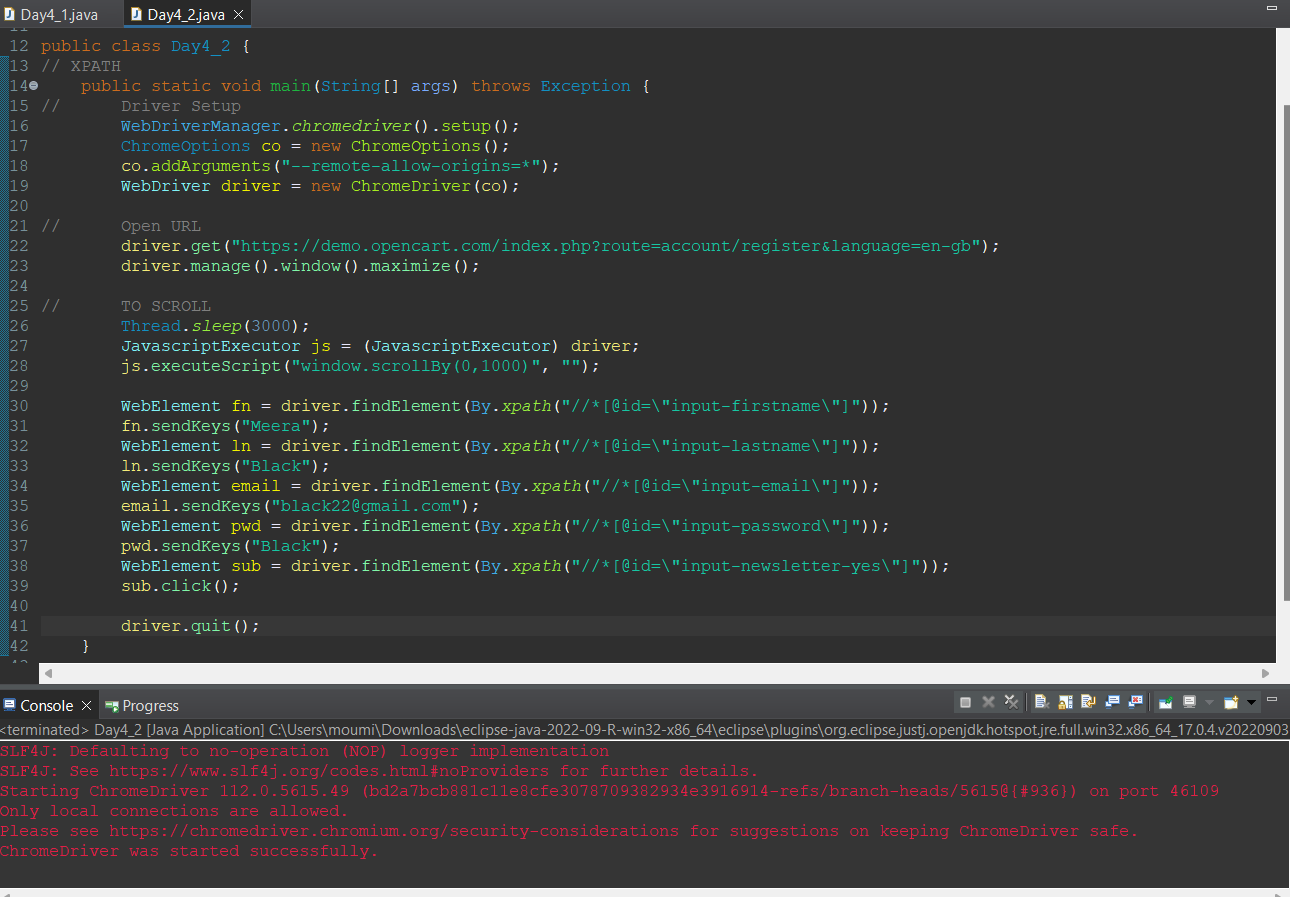 Day4_1.java Day4_2.java
12 public class Day4_2 {
13 // XPATH
14 public static void main(String[] args) throws Exception {
15 // Driver Setup
16 WebDriverManager.chromedriver().setup();
17 ChromeOptions co = new ChromeOptions();
18 co.addArguments("--remote-allow-origins=*");
19 WebDriver driver = new ChromeDriver(co);
20
21 // Open URL
22 driver.get("https://demo.opencart.com/index.php?route=account/register&language=en-gb");
23 driver.manage().window().maximize();
24
25 // TO SCROLL
26 Thread.sleep(3000);
27 JavascriptExecutor js = (JavascriptExecutor) driver;
28 js.executeScript("window.scrollBy(0,1000)", "");
29
30 WebElement fn = driver.findElement(By.xpath("//*[@id=\"input-firstname\"]"));
31 fn.sendKeys("Meera");
32 WebElement ln = driver.findElement(By.xpath("//*[@id=\"input-lastname\"]"));
33 ln.sendKeys("Black");
34 WebElement email = driver.findElement(By.xpath("//*[@id=\"input-email\"]"));
35 email.sendKeys("black22@gmail.com");
36 WebElement pwd = driver.findElement(By.xpath("//*[@id=\"input-password\"]"));
37 pwd.sendKeys("Black");
38 WebElement sub = driver.findElement(By.xpath("//*[@id=\"input-newsletter-yes\"]"));
39 sub.click();
40
41 driver.quit();
42 }
Console Progress
<terminated> Day4_2 [Java Application] C:\Users\moumi\Downloads\eclipse-java-2022-09-R-win32-x86_64\eclipse\plugins\org.eclipse.justj.openjdk.hotspot.jre.full.win32.x86_64_17.0.4.v20220903
SLF4J: Defaulting to no-operation (NOP) logger implementation
SLF4J: See https://www.slf4j.org/codes.html#noProviders for further details.
Starting ChromeDriver 112.0.5615.49 (bd2a7bcb881c11e8cfe3078709382934e3916914-refs/branch-heads/5615@{#936}) on port 46109
Only local connections are allowed.
Please see https://chromedriver.chromium.org/security-considerations for suggestions on keeping ChromeDriver safe.
ChromeDriver was started successfully.